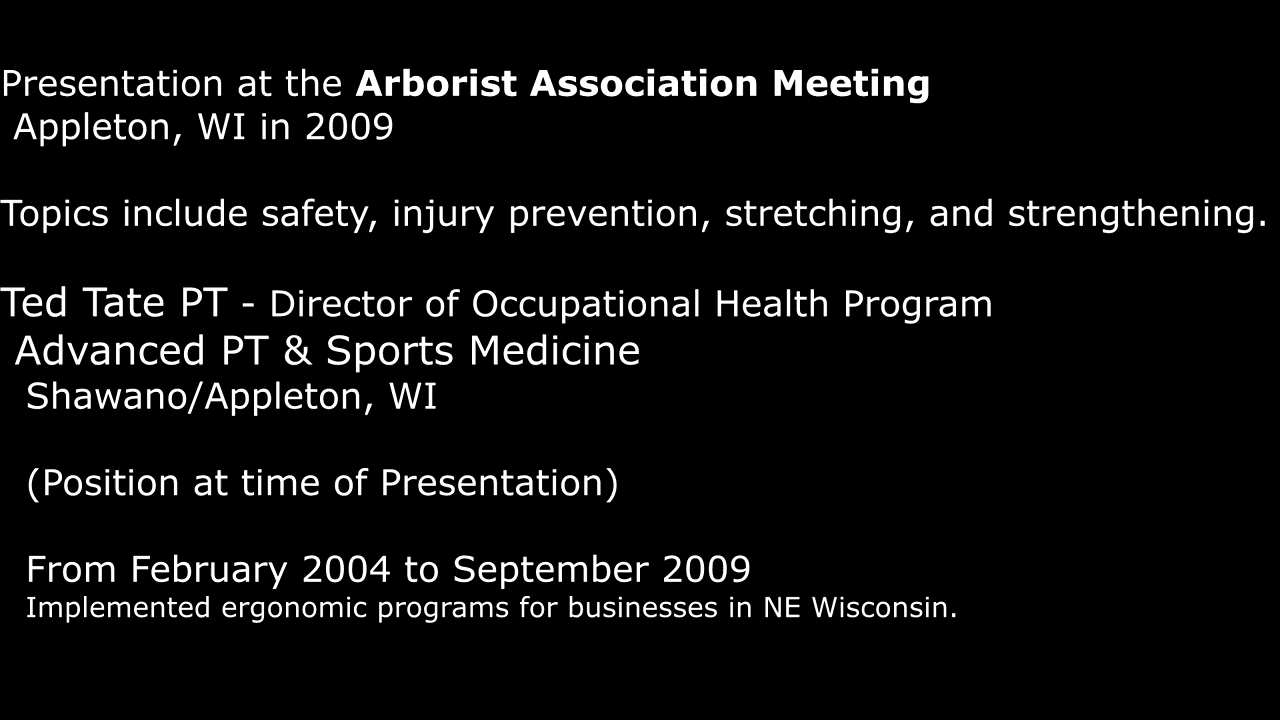 Presentation at the Arborist Association Meeting
Appleton, WI in 2009
Topics include safety, injury prevention, stretching, and strengthening.
Ted Tate PT - Director of Occupational Health Program
Advanced PT & Sports Medicine
Shawano/Appleton, WI
(Position at time of Presentation)
From February 2004 to September 2009
Implemented ergonomic programs for businesses in NE Wisconsin.